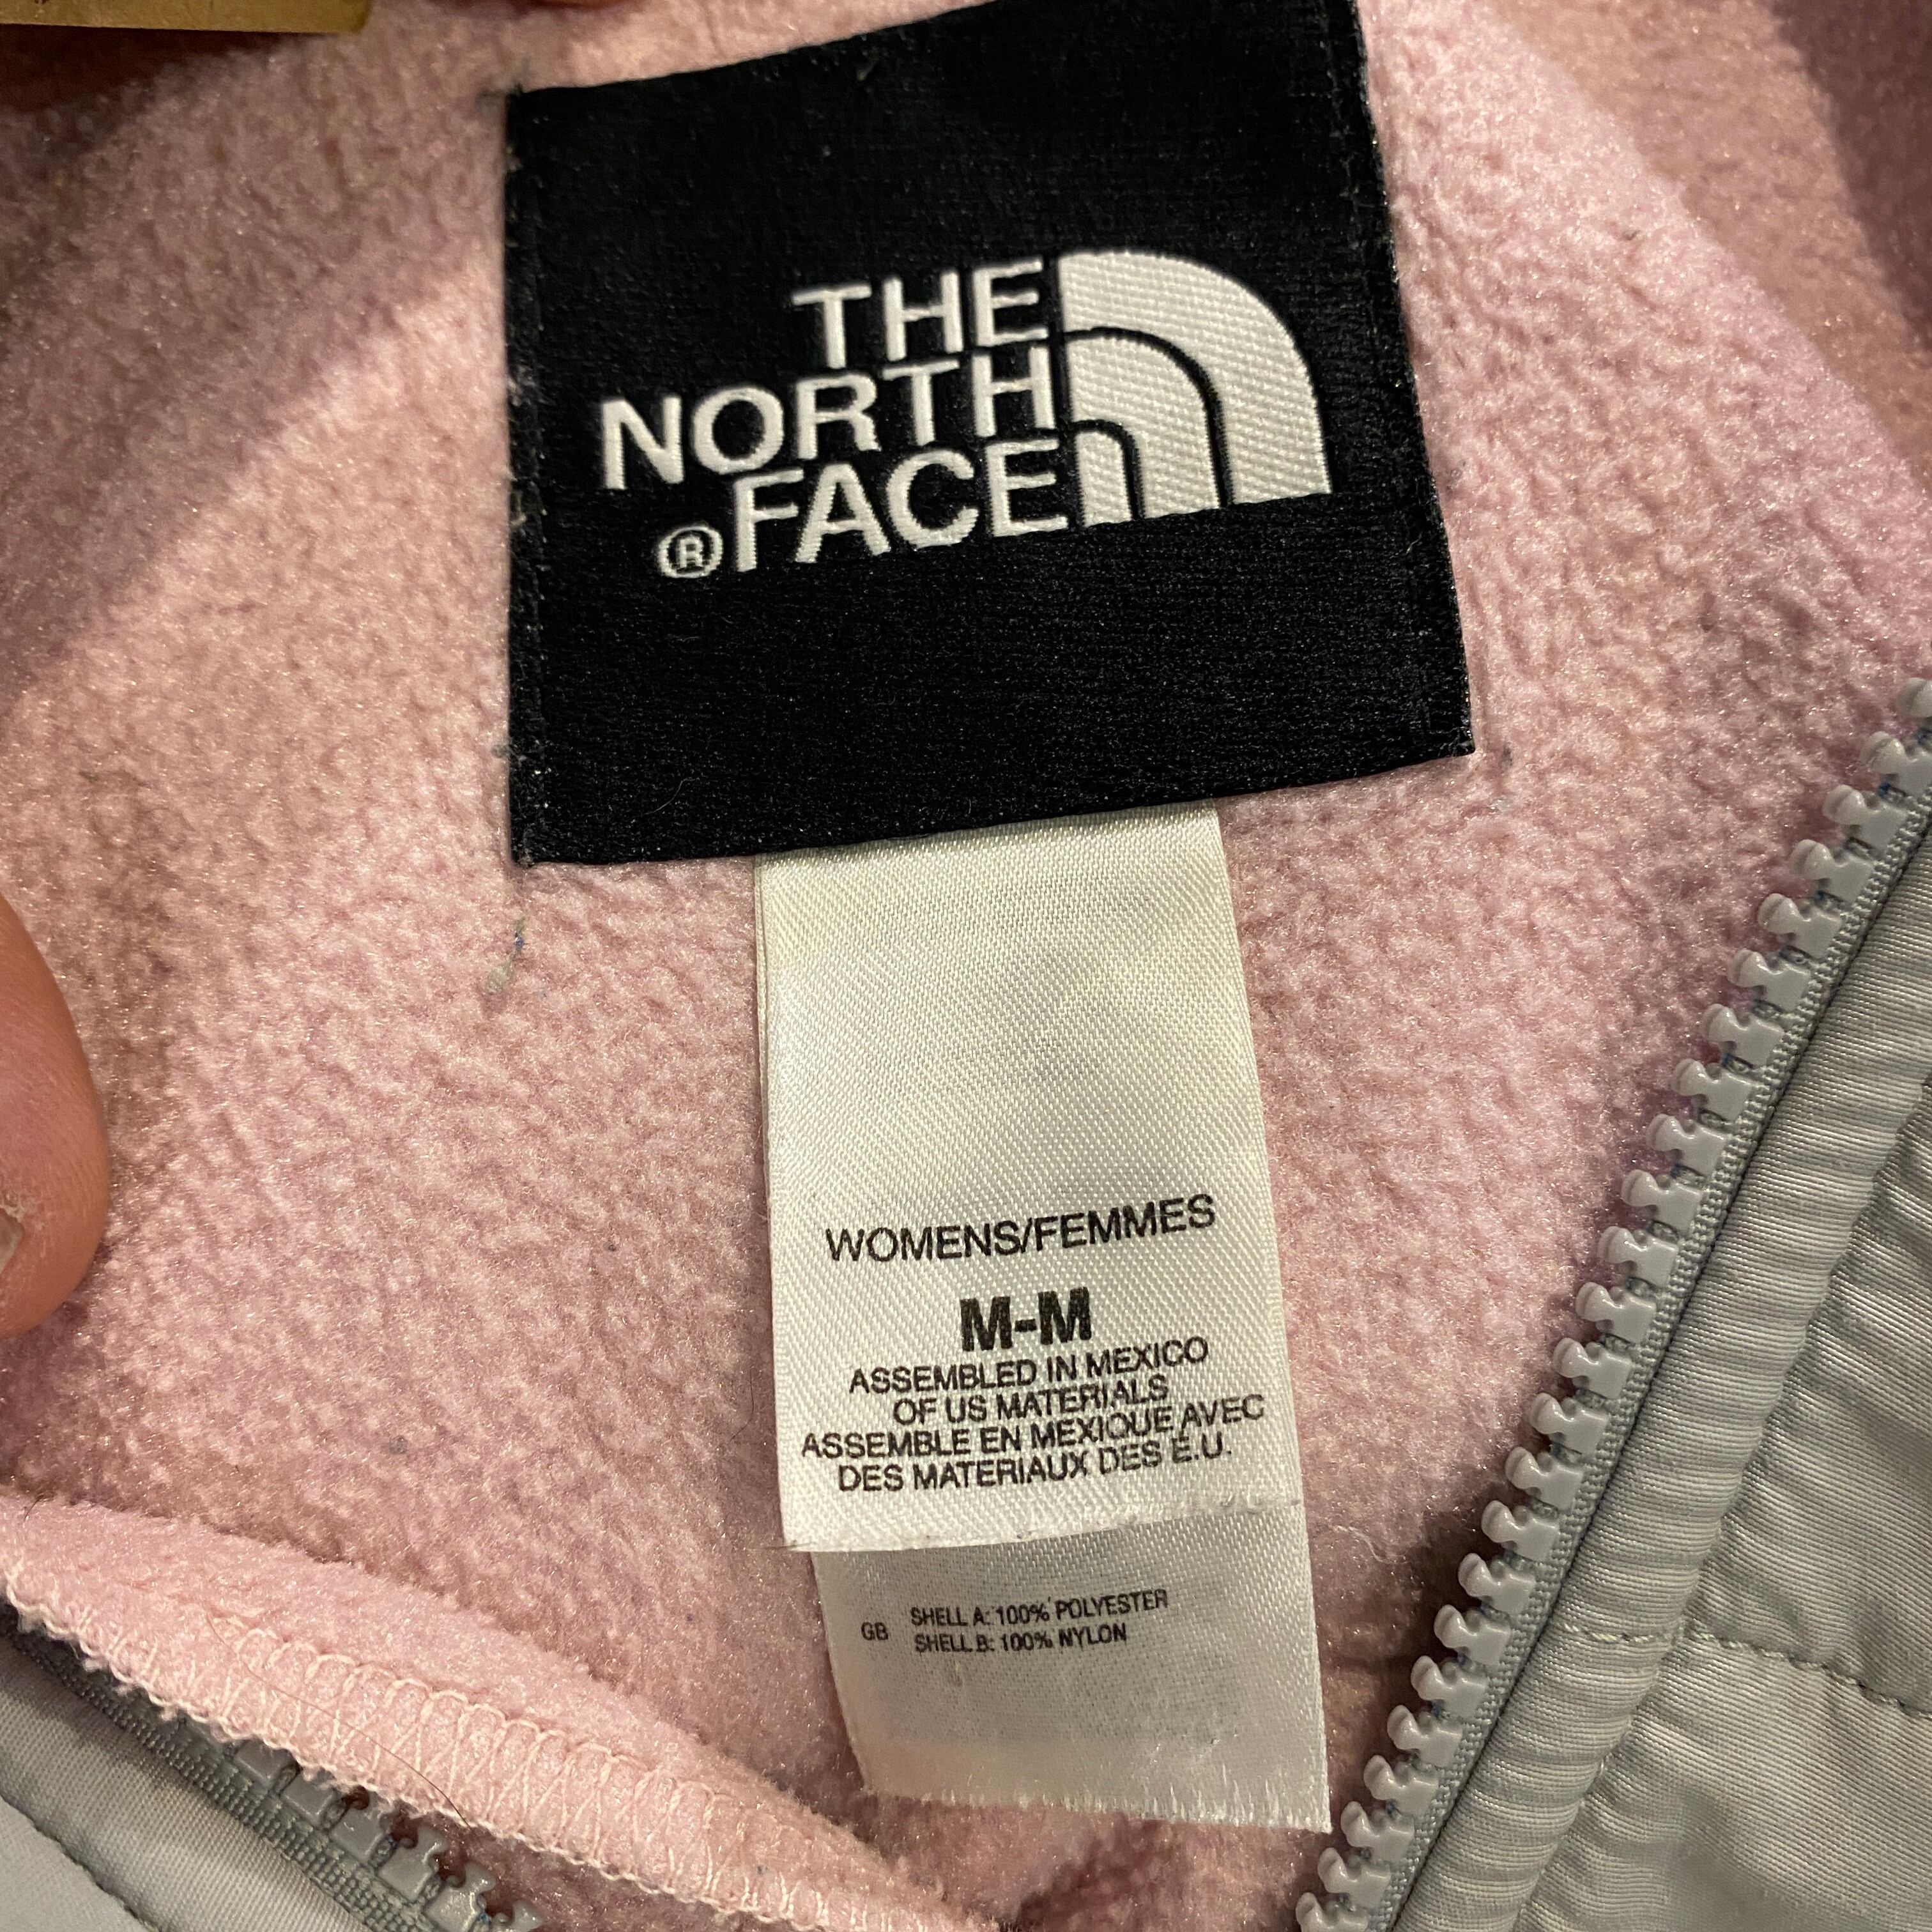 THE
NORTH
® FACE
WOMENS/FEMMES
M-M
ASSEMBLED IN MEXICO
OF US MATERIALS
ASSEMBLE EN MEXIQUE AVEC
DES MATERIAUX DES E.U.
GB SHELL A: 100% POLYESTER
SHELL B: 100% NYLON